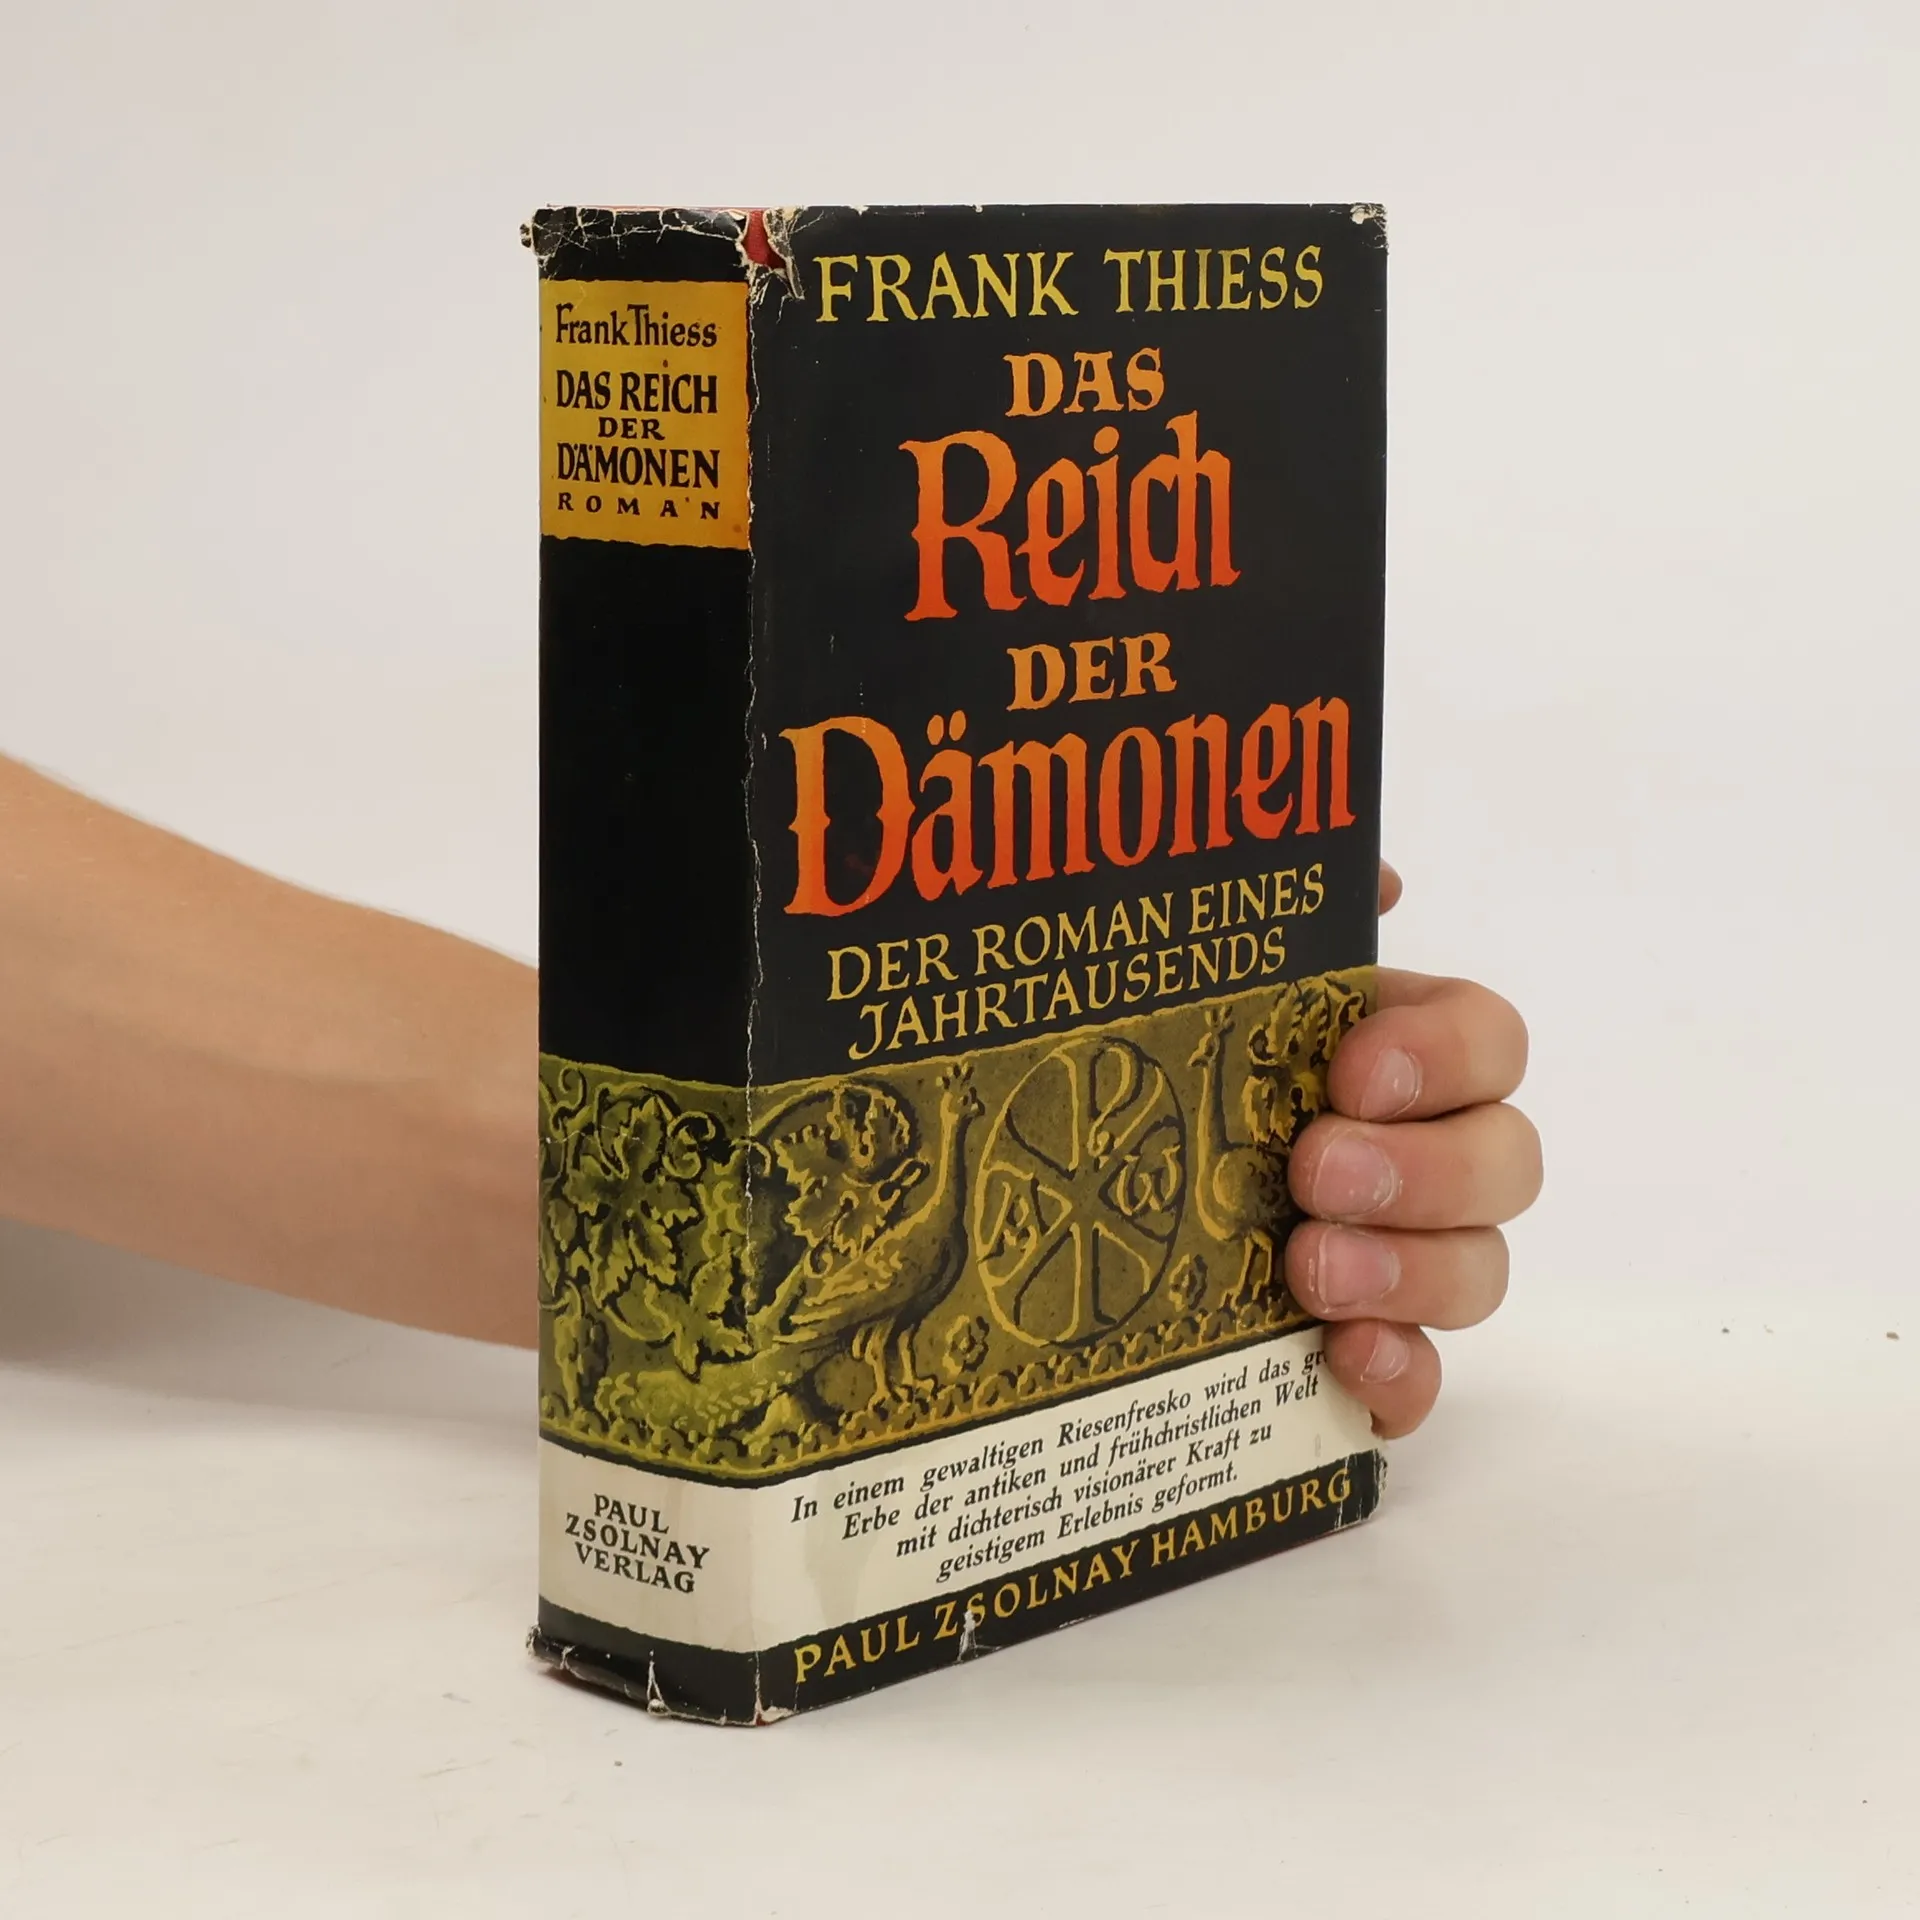 Frank Thiess
DAS REICH
DER
DÄMONEN
ROMAN
PAUL
ZSOLNAY
VERLAG
FRANK THIESS
DAS
Reich
DER
Dämonen
DER ROMAN EINES
JAHRTAUSENDS
In einem gewaltigen Riesenfresko wird das
Erbe der antiken und frühchristlichen Welt
mit dichterisch visionärer Kraft zu
geistigem Erlebnis geformt.
PAUL ZSOLNAY HAMBURG